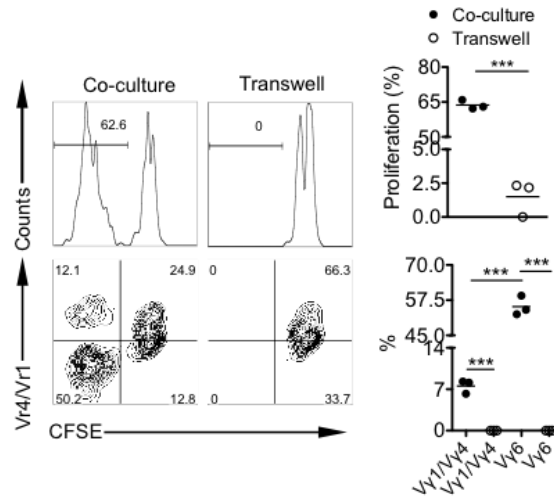 Co-culture
Transwell
Co-culture
Transwell
Counts
62.6
0
Proliferation (%)
80
65
50
5.0
2.5
0.0
***
Vr4/Vr1
12.1
24.9
50.2
12.8
0
66.3
0
33.7
CFSE
%
70.0
57.5
45.0
14
7
0
***
***
***
Vγ1/Vγ4
Vγ1/Vγ4
Vγ6
Vγ6